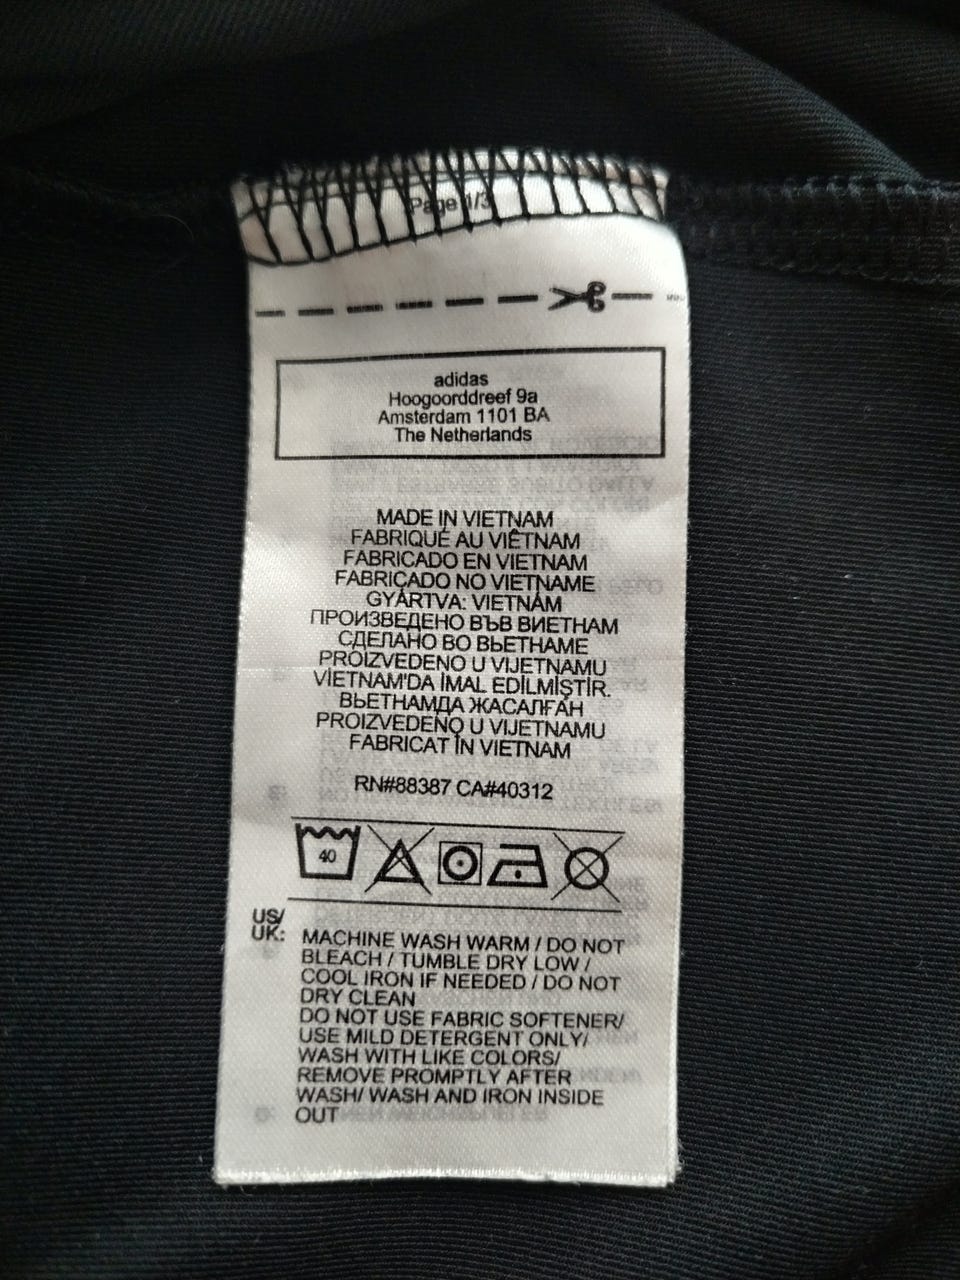 Page 1/3
adidas
Hoogoorddreef 9a
Amsterdam 1101 BA
The Netherlands
MADE IN VIETNAM
FABRIQUÉ AU VIÊTNAM
FABRICADO EN VIETNAM
FABRICADO NO VIETNAME
GYÁRTVA: VIETNÁM
ПРОИЗВЕДЕНО ВЪВ ВИЕТНАМ
СДЕЛАНО ВО ВЬЕТНАМЕ
PROIZVEDENO U VIJETNAMU
VİETNAM'DA İMAL EDİLMİŞTİR.
ВЬЕТНАМДА ЖАСАЛҒАН
PROIZVEDENO U VIJETNAMU
FABRICAT ÎN VIETNAM
RN#88387 CA#40312
40
US/
UK:
MACHINE WASH WARM / DO NOT
BLEACH / TUMBLE DRY LOW /
COOL IRON IF NEEDED / DO NOT
DRY CLEAN
DO NOT USE FABRIC SOFTENER/
USE MILD DETERGENT ONLY/
WASH WITH LIKE COLORS/
REMOVE PROMPTLY AFTER
WASH/ WASH AND IRON INSIDE
OUT